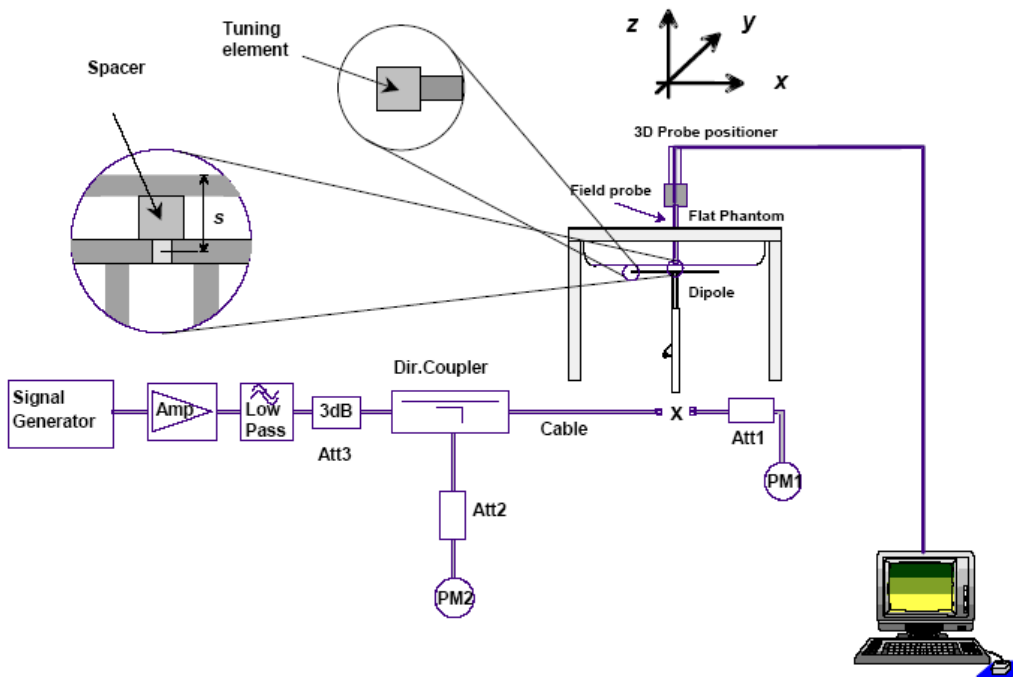 Tuning
element
Spacer
s
z
y
x
3D Probe positioner
Field probe
Flat Phantom
Dipole
Dir.Coupler
Signal
Generator
Amp
Low
Pass
3dB
Att3
Cable
X
Att1
PM1
Att2
PM2